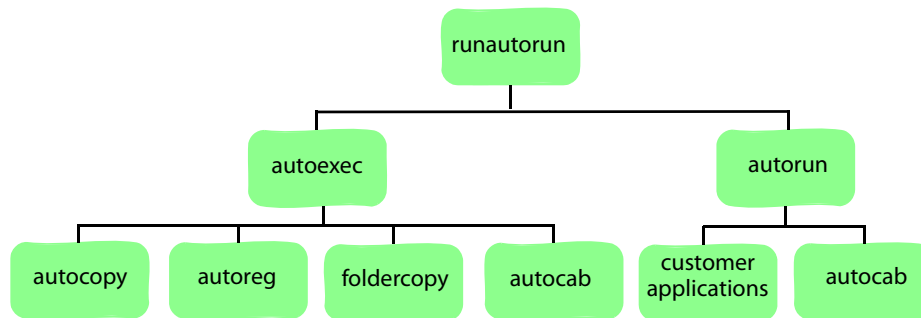 runautorun
autoexec
autorun
autocopy
autoreg
foldercopy
autocab
customer
applications
autocab